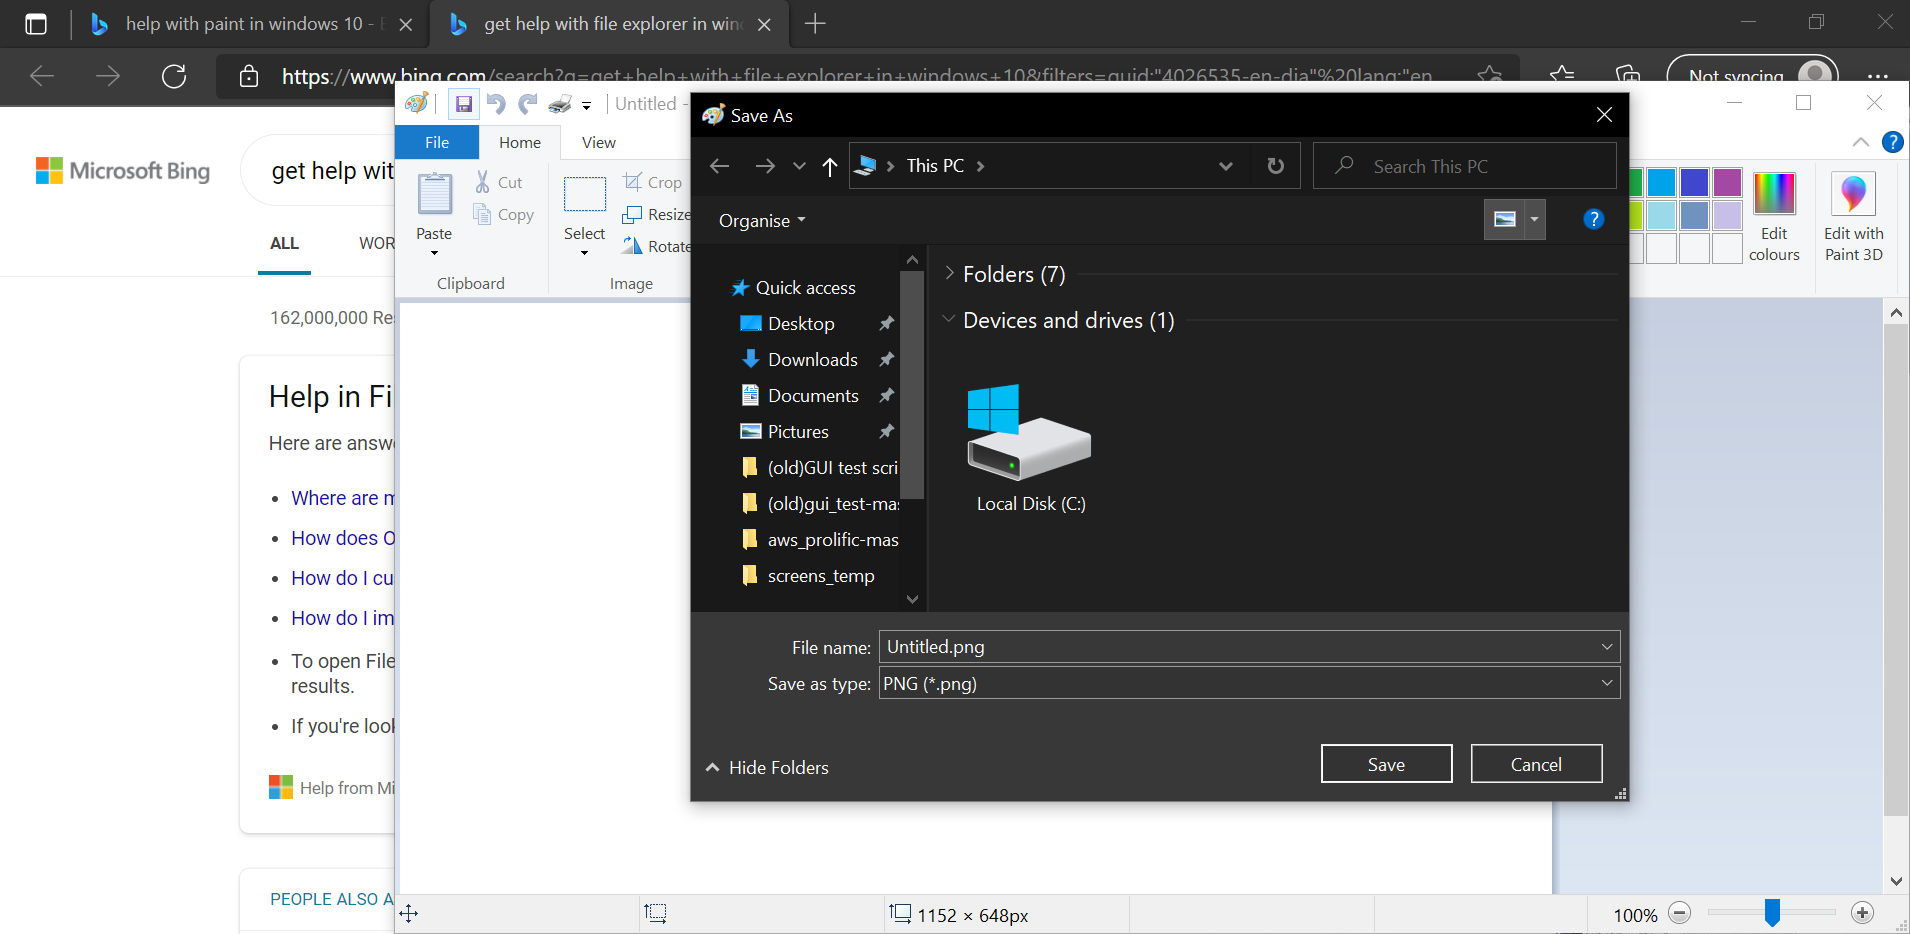 help with paint in windows 10 -
get help with file explorer in win
https://www.bing.com/search?q=get+help+with+file+explorer+in+windows+10&filters=guid:"4026535-en-dia"%20lang:"en
Not syncing
Microsoft Bing
get help wit
ALL
WOR
162,000,000 Res
Help in Fi
Here are answ
Where are m
How does O
How do I cu
How do I im
To open File
results.
If you're look
Help from Mi
PEOPLE ALSO A
Untitled -
File
Home
View
Paste
Cut
Copy
Clipboard
Select
Crop
Resize
Rotate
Image
Edit
colours
Edit with
Paint 3D
Save As
This PC
Search This PC
Organise
Quick access
Desktop
Downloads
Documents
Pictures
(old)GUI test scri
(old)gui_test-mas
aws_prolific-mas
screens_temp
Folders (7)
Devices and drives (1)
Local Disk (C:)
File name: Untitled.png
Save as type: PNG (*.png)
Hide Folders
Save
Cancel
1152 × 648px
100%